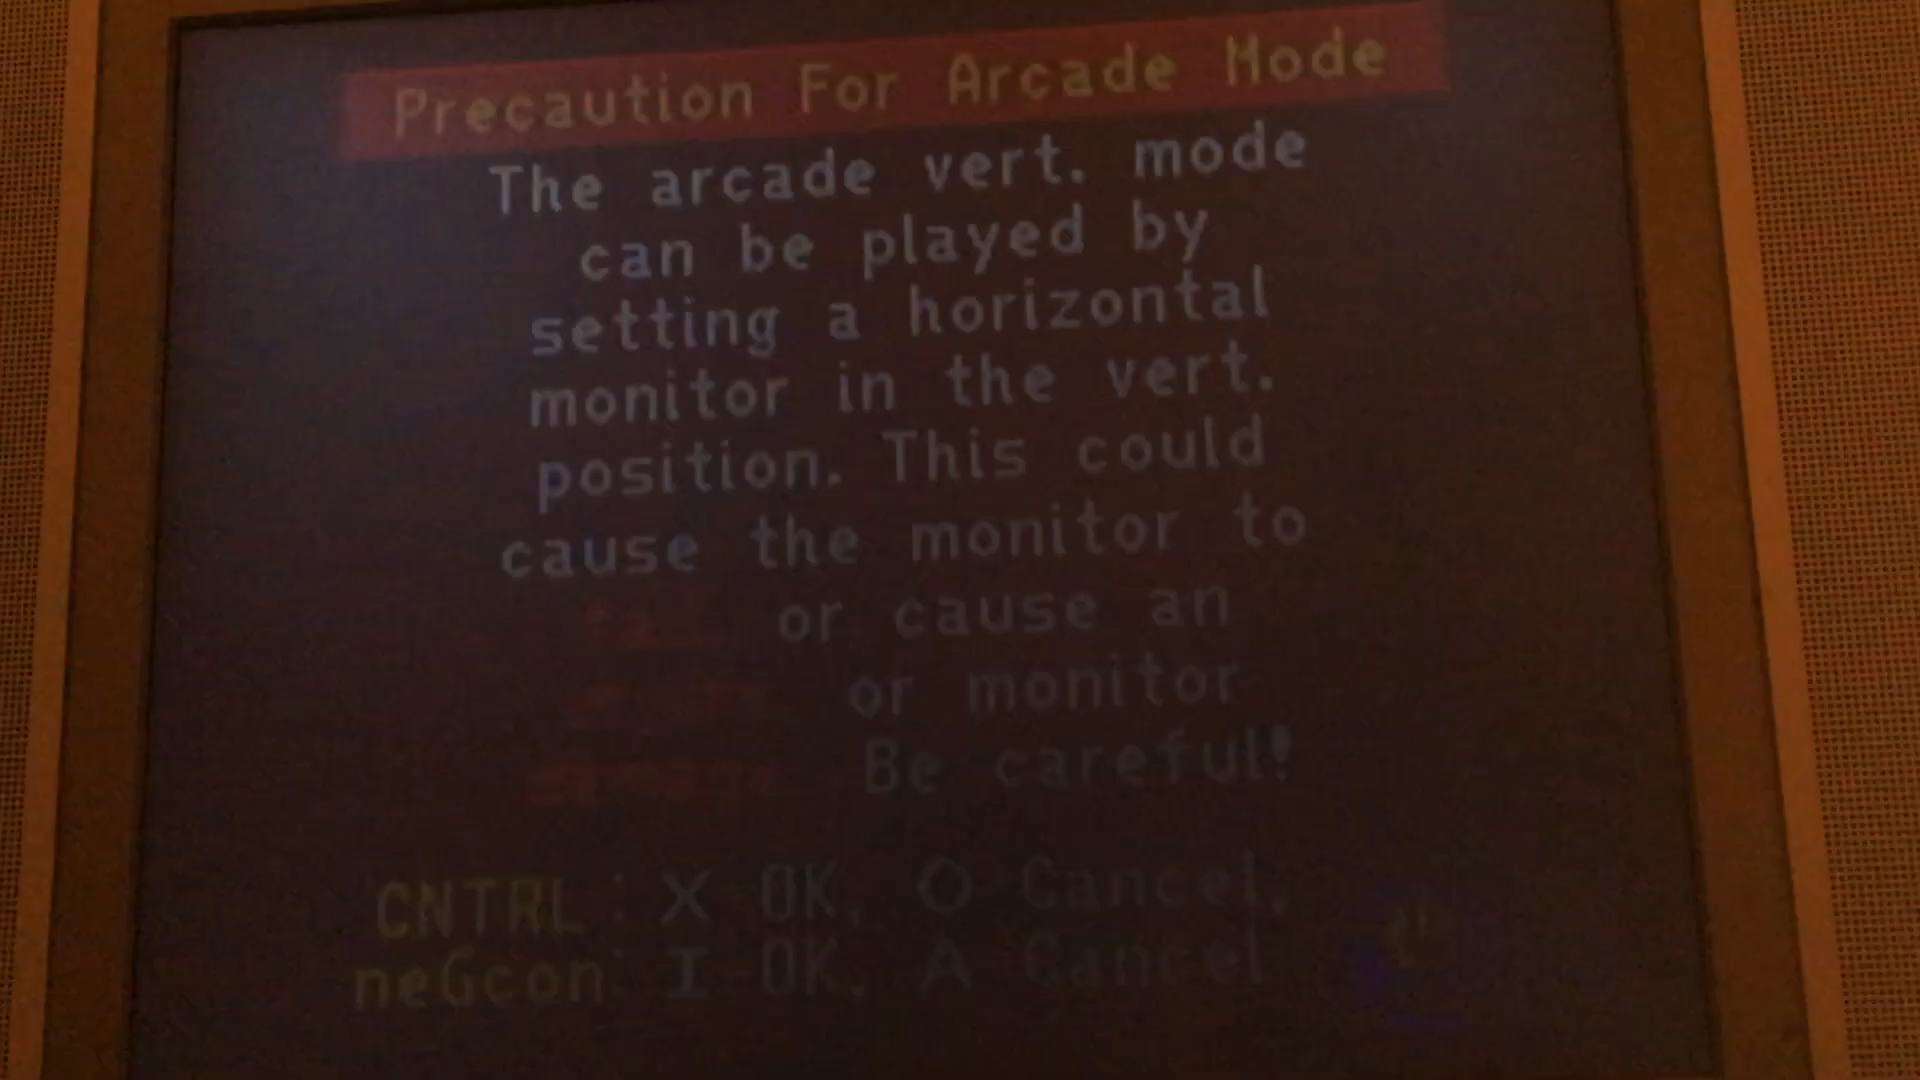 Precaution For Arcade Mode
The arcade vert. mode
can be played by
setting a horizontal
monitor in the vert.
position. This could
cause the monitor to
or cause an
or monitor
Be careful!
CNTRL : X OK, O Cancel,
neGcon: I OK, A Cancel